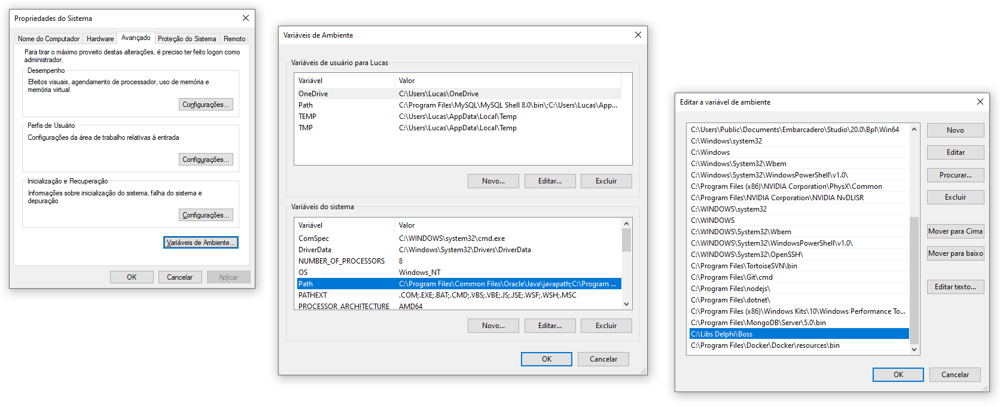 Propriedades do Sistema
Nome do Computador
Hardware
Avançado
Proteção do Sistema
Remoto
Para tirar o máximo proveito destas alterações, é preciso ter feito logon como
administrador.
Desempenho
Efeitos visuais, agendamento de processador, uso de memória e
memória virtual
Configurações...
Perfis de Usuário
Configurações da área de trabalho relativas à entrada
Configurações...
Inicialização e Recuperação
Informações sobre inicialização do sistema, falha do sistema e
depuração
Configurações...
Variáveis de Ambiente...
OK
Cancelar
Aplicar
Variáveis de Ambiente
Variáveis de usuário para Lucas
Variável Valor
OneDrive C:\Users\Lucas\OneDrive
Path C:\Program Files\MySQL\MySQL Shell 8.0\bin\;C:\Users\Lucas\App...
TEMP C:\Users\Lucas\AppData\Local\Temp
TMP C:\Users\Lucas\AppData\Local\Temp
Novo...
Editar...
Excluir
Variáveis do sistema
Variável Valor
ComSpec C:\WINDOWS\system32\cmd.exe
DriverData C:\Windows\System32\Drivers\DriverData
NUMBER_OF_PROCESSORS 8
OS Windows_NT
Path C:\Program Files\Common Files\Oracle\Java\javapath;C:\Program ...
PATHEXT .COM;.EXE;.BAT;.CMD;.VBS;.VBE;.JS;.JSE;.WSF;.WSH;.MSC
PROCESSOR_ARCHITECTURE AMD64
Novo...
Editar...
Excluir
OK
Cancelar
Editar a variável de ambiente
C:\Users\Public\Documents\Embarcadero\Studio\20.0\Bpl\Win64
C:\Windows\system32
C:\Windows
C:\Windows\System32\Wbem
C:\Windows\System32\WindowsPowerShell\v1.0\
C:\Program Files (x86)\NVIDIA Corporation\PhysX\Common
C:\Program Files\NVIDIA Corporation\NVIDIA NvDLISR
C:\WINDOWS\system32
C:\WINDOWS
C:\WINDOWS\System32\Wbem
C:\WINDOWS\System32\WindowsPowerShell\v1.0\
C:\WINDOWS\System32\OpenSSH\
C:\Program Files\TortoiseSVN\bin
C:\Program Files\Git\cmd
C:\Program Files\nodejs\
C:\Program Files\dotnet\
C:\Program Files (x86)\Windows Kits\10\Windows Performance To...
C:\Program Files\MongoDB\Server\5.0\bin
C:\Libs Delphi\Boss
C:\Program Files\Docker\Docker\resources\bin
Novo
Editar
Procurar...
Excluir
Mover para Cima
Mover para baixo
Editar texto...
OK
Cancelar